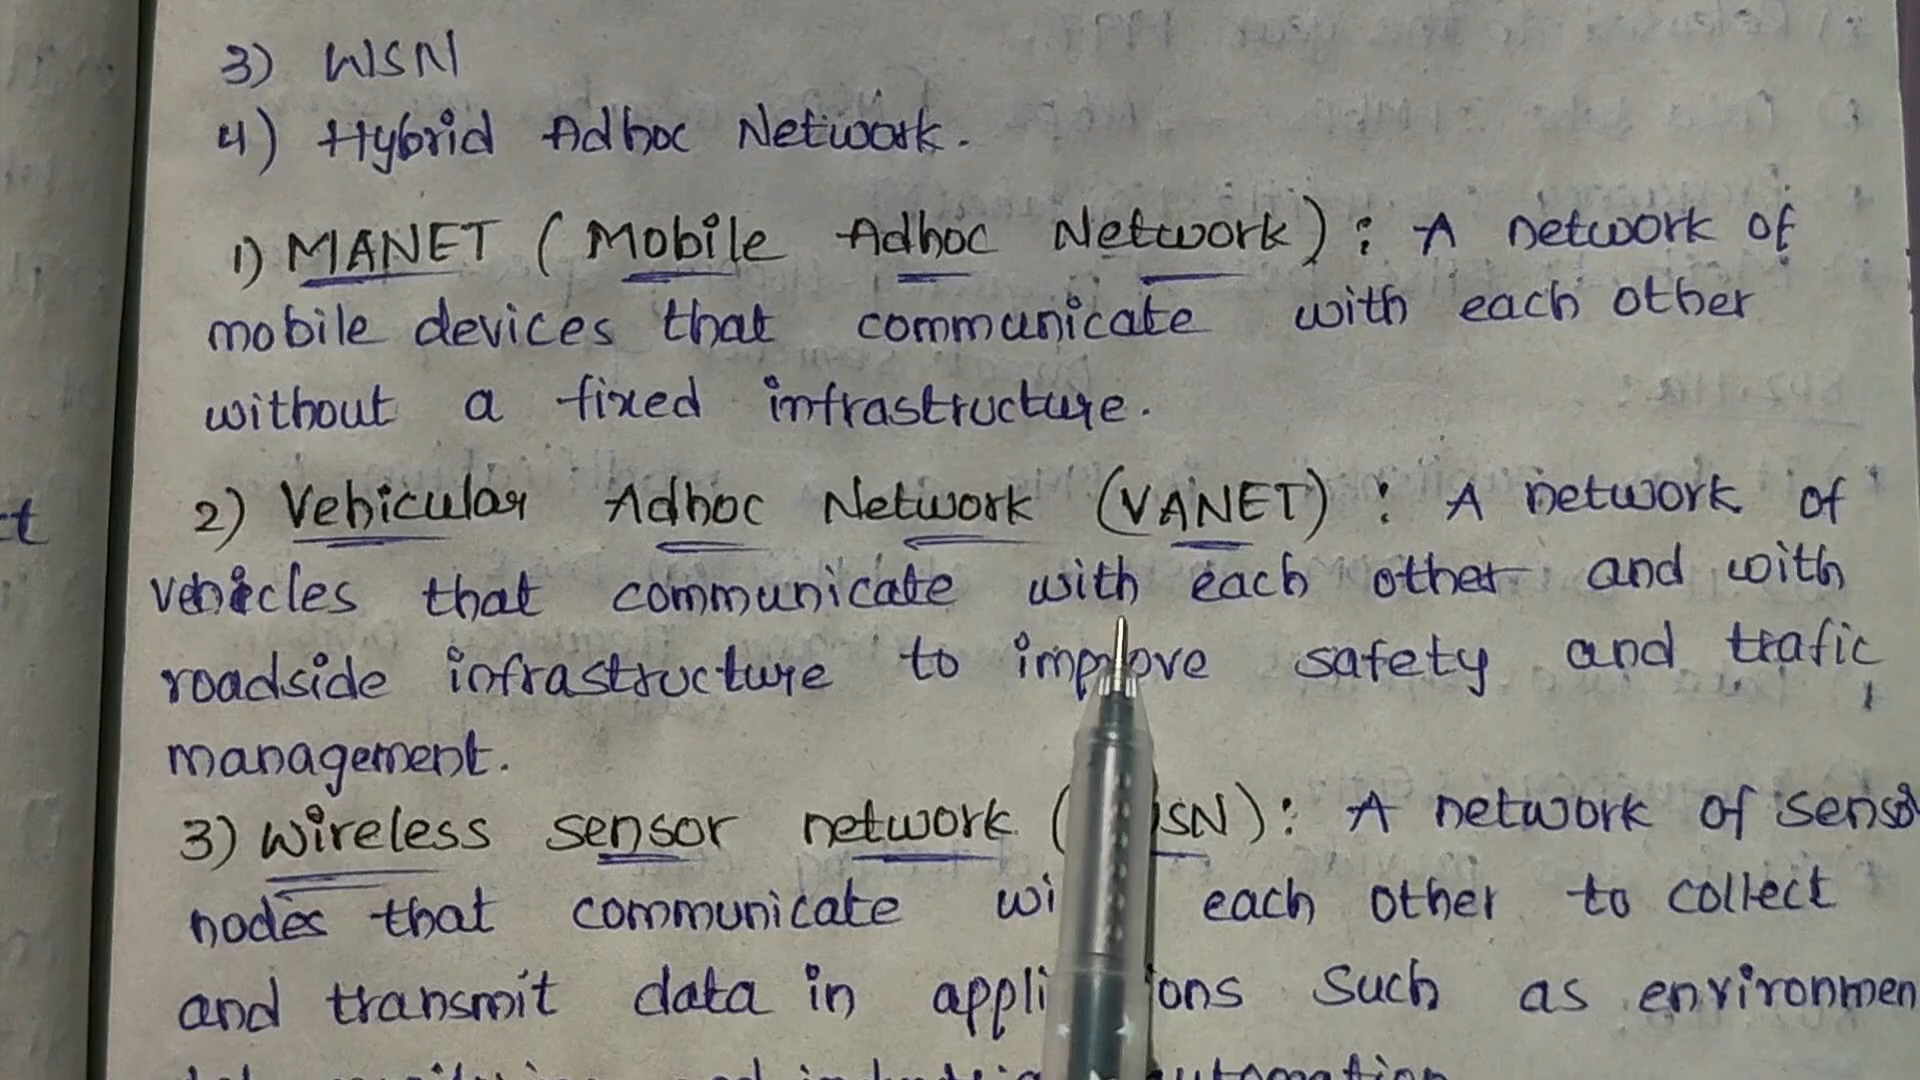 3) WSN
4) Hybrid Adhoc Network.
1) MANET ( Mobile Adhoc Network ) : A network of
mobile devices that communicate with each other
without a fixed infrastructure.
2) Vehicular Adhoc Network (VANET) : A network of
vehicles that communicate with each other and with
roadside infrastructure to improve safety and trafic
management.
3) Wireless sensor network ( SN) : A network of senso
nodes that communicate wi each other to collect
and transmit data in appli ons such as environmen